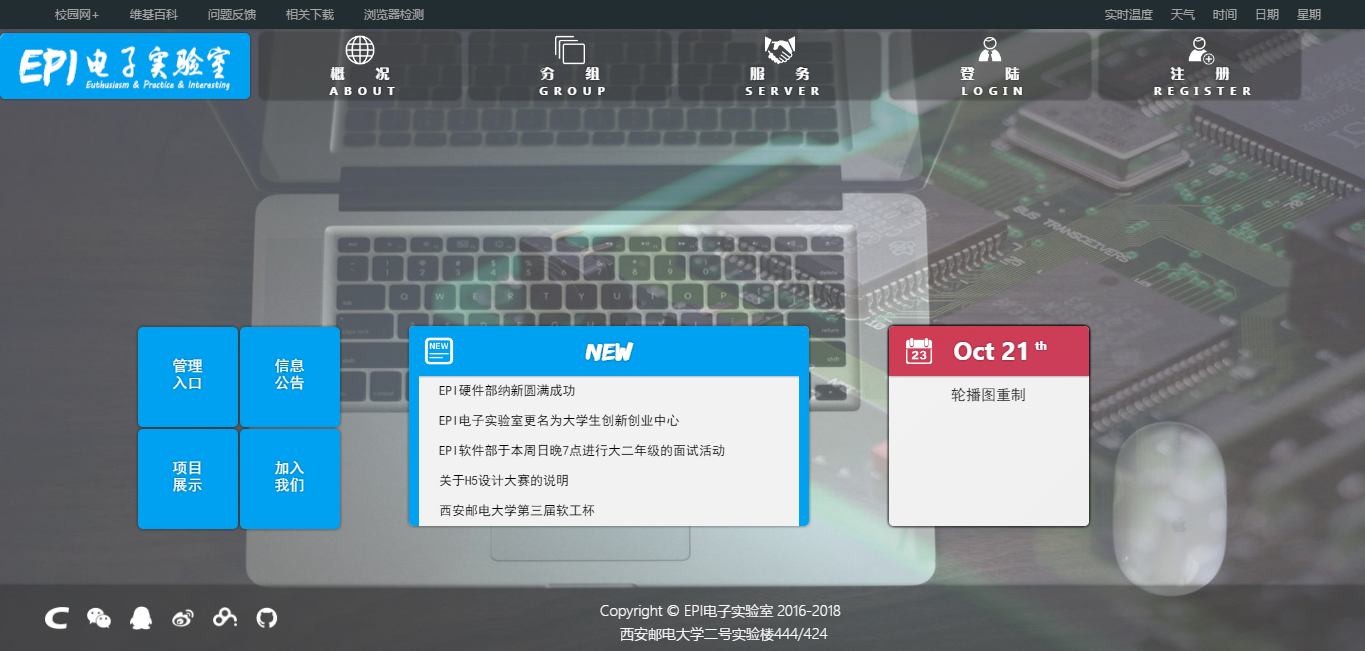 校园网+ 维基百科 问题反馈 相关下载 浏览器检测 实时温度 天气 时间 日期 星期
EPI电子实验室
Euthusiasm & Practice & Interesting
概 况
ABOUT
分 组
GROUP
服 务
SERVER
登 陆
LOGIN
注 册
REGISTER
管理
入口
信息
公告
项目
展示
加入
我们
NEW
NEW
EPI硬件部纳新圆满成功
EPI电子实验室更名为大学生创新创业中心
EPI软件部于本周日晚7点进行大二年级的面试活动
关于H5设计大赛的说明
西安邮电大学第三届软工杯
23
Oct 21 th
轮播图重制
Copyright © EPI电子实验室 2016-2018
西安邮电大学二号实验楼444/424